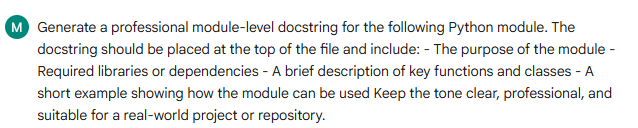 M
Generate a professional module-level docstring for the following Python module. The
docstring should be placed at the top of the file and include: - The purpose of the module -
Required libraries or dependencies - A brief description of key functions and classes - A
short example showing how the module can be used Keep the tone clear, professional, and
suitable for a real-world project or repository.